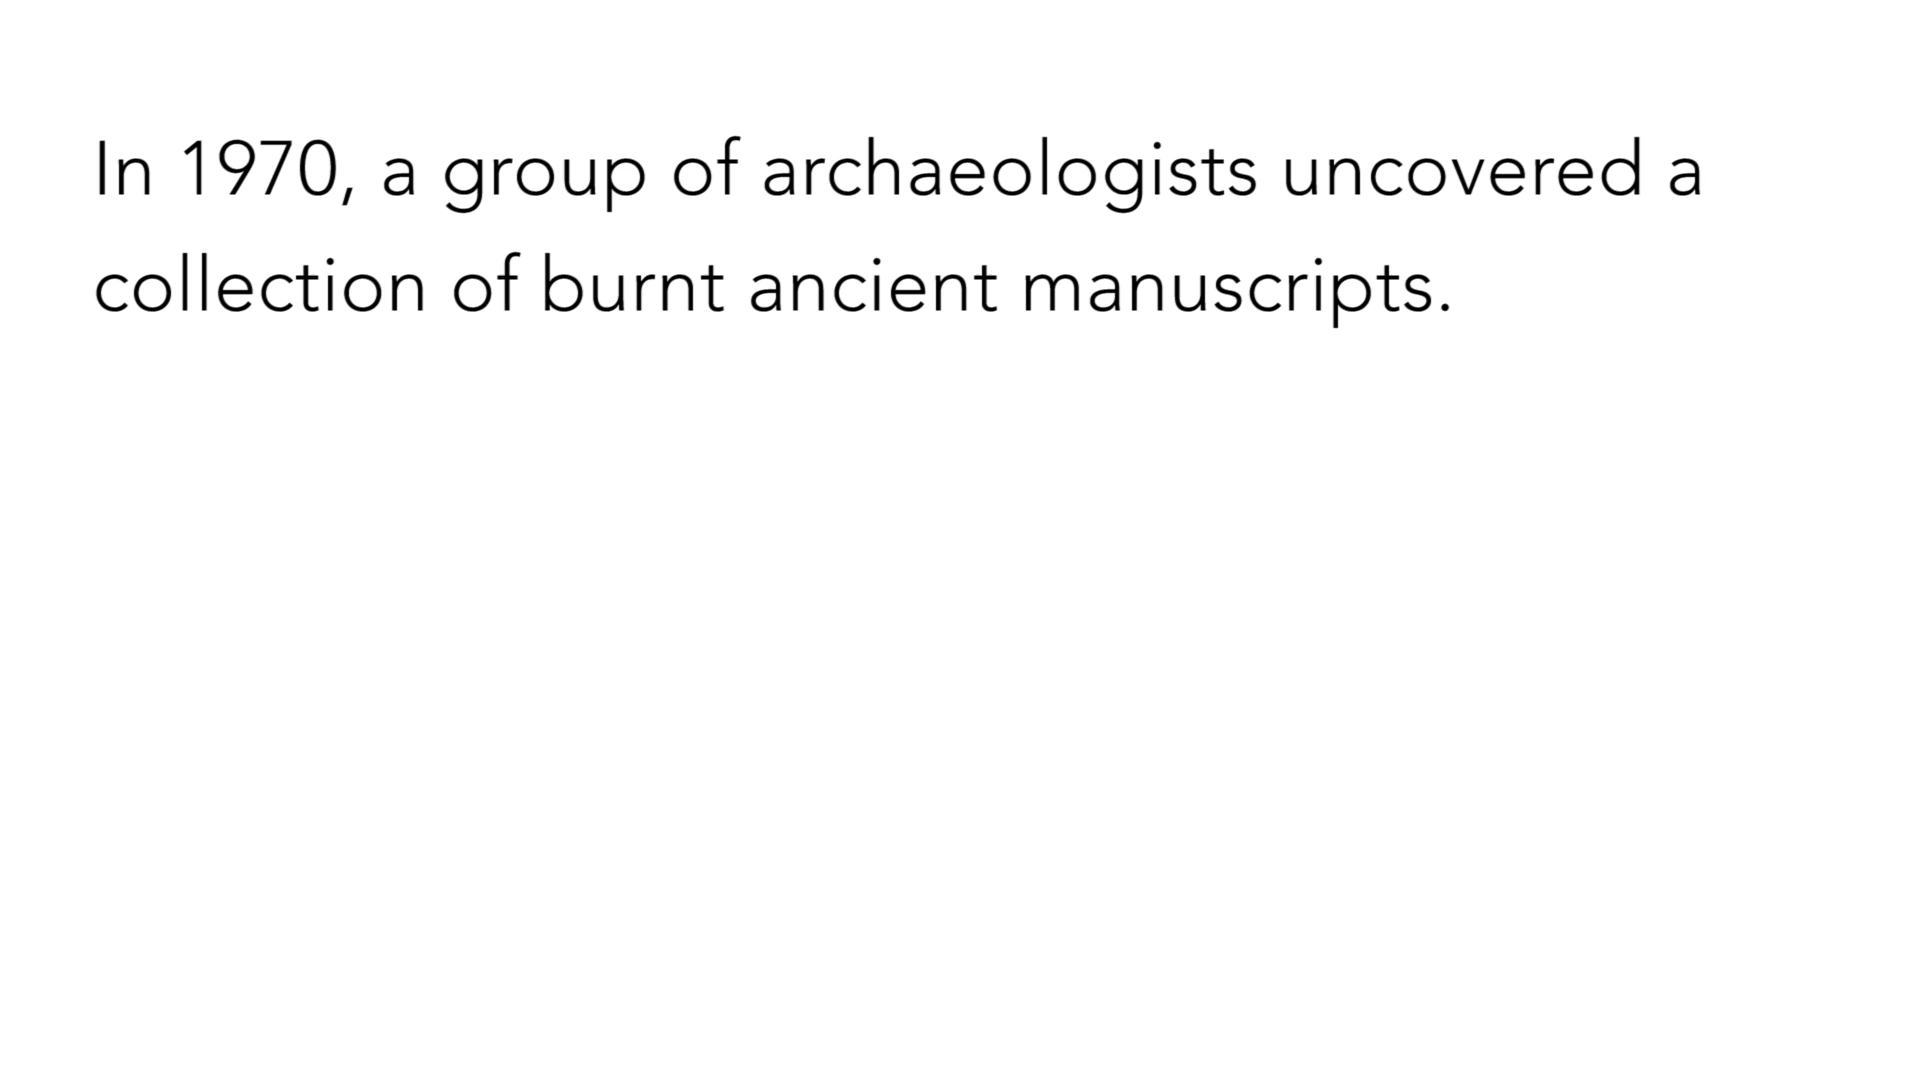 In 1970, a group of archaeologists uncovered a
collection of burnt ancient manuscripts.